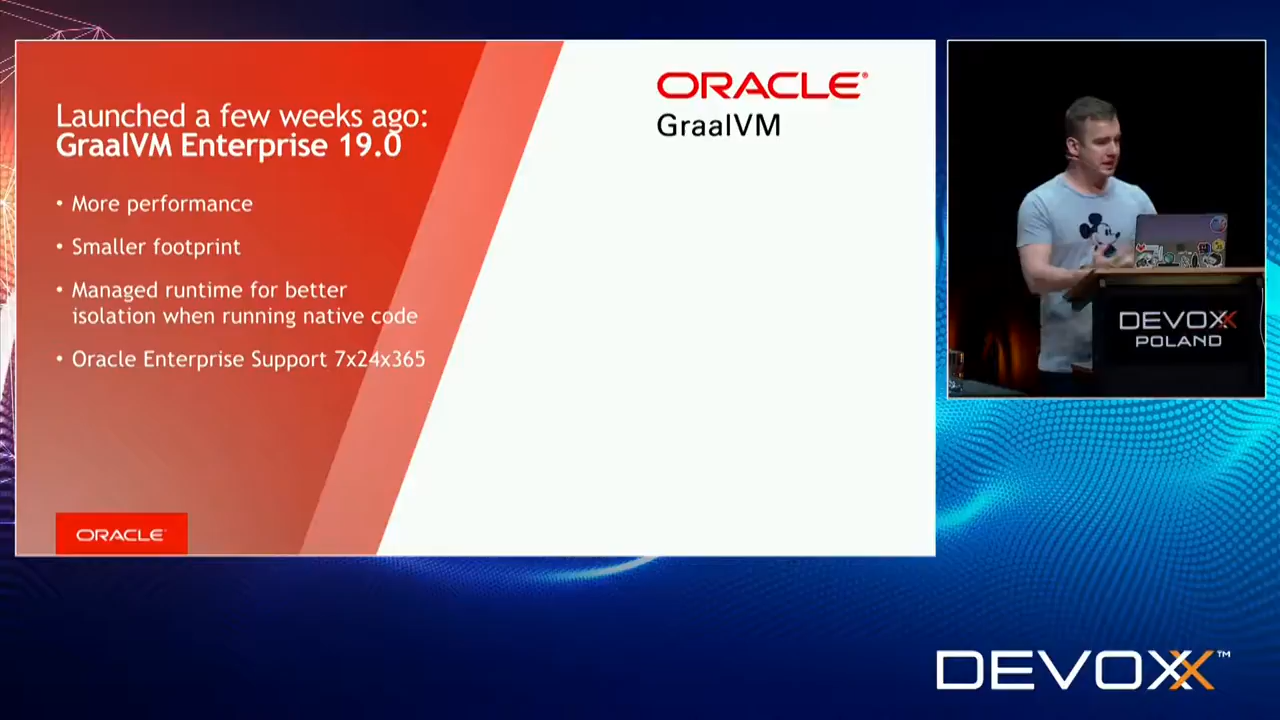 Launched a few weeks ago:
GraalVM Enterprise 19.0
• More performance
• Smaller footprint
• Managed runtime for better
isolation when running native code
• Oracle Enterprise Support 7x24x365
ORACLE
ORACLE®
GraalVM
DEVOXX
POLAND
DEVOXX™